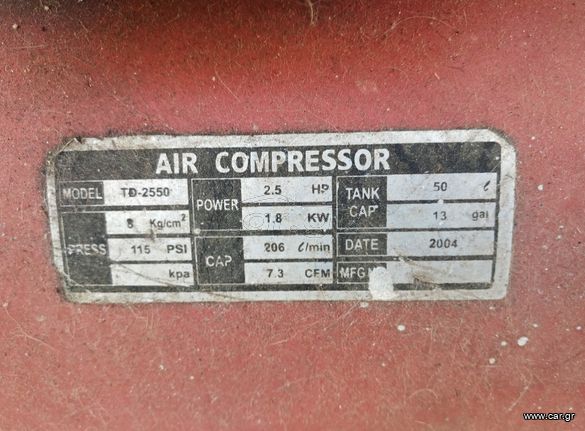 AIR COMPRESSOR
MODEL TD-2550 POWER 2.5 HP TANK CAP 50 ℓ
PRESS 8 Kg/cm² 1.8 KW 13 gal
115 PSI CAP 206 ℓ/min DATE 2004
kpa 7.3 CFM MFG
www.car.gr